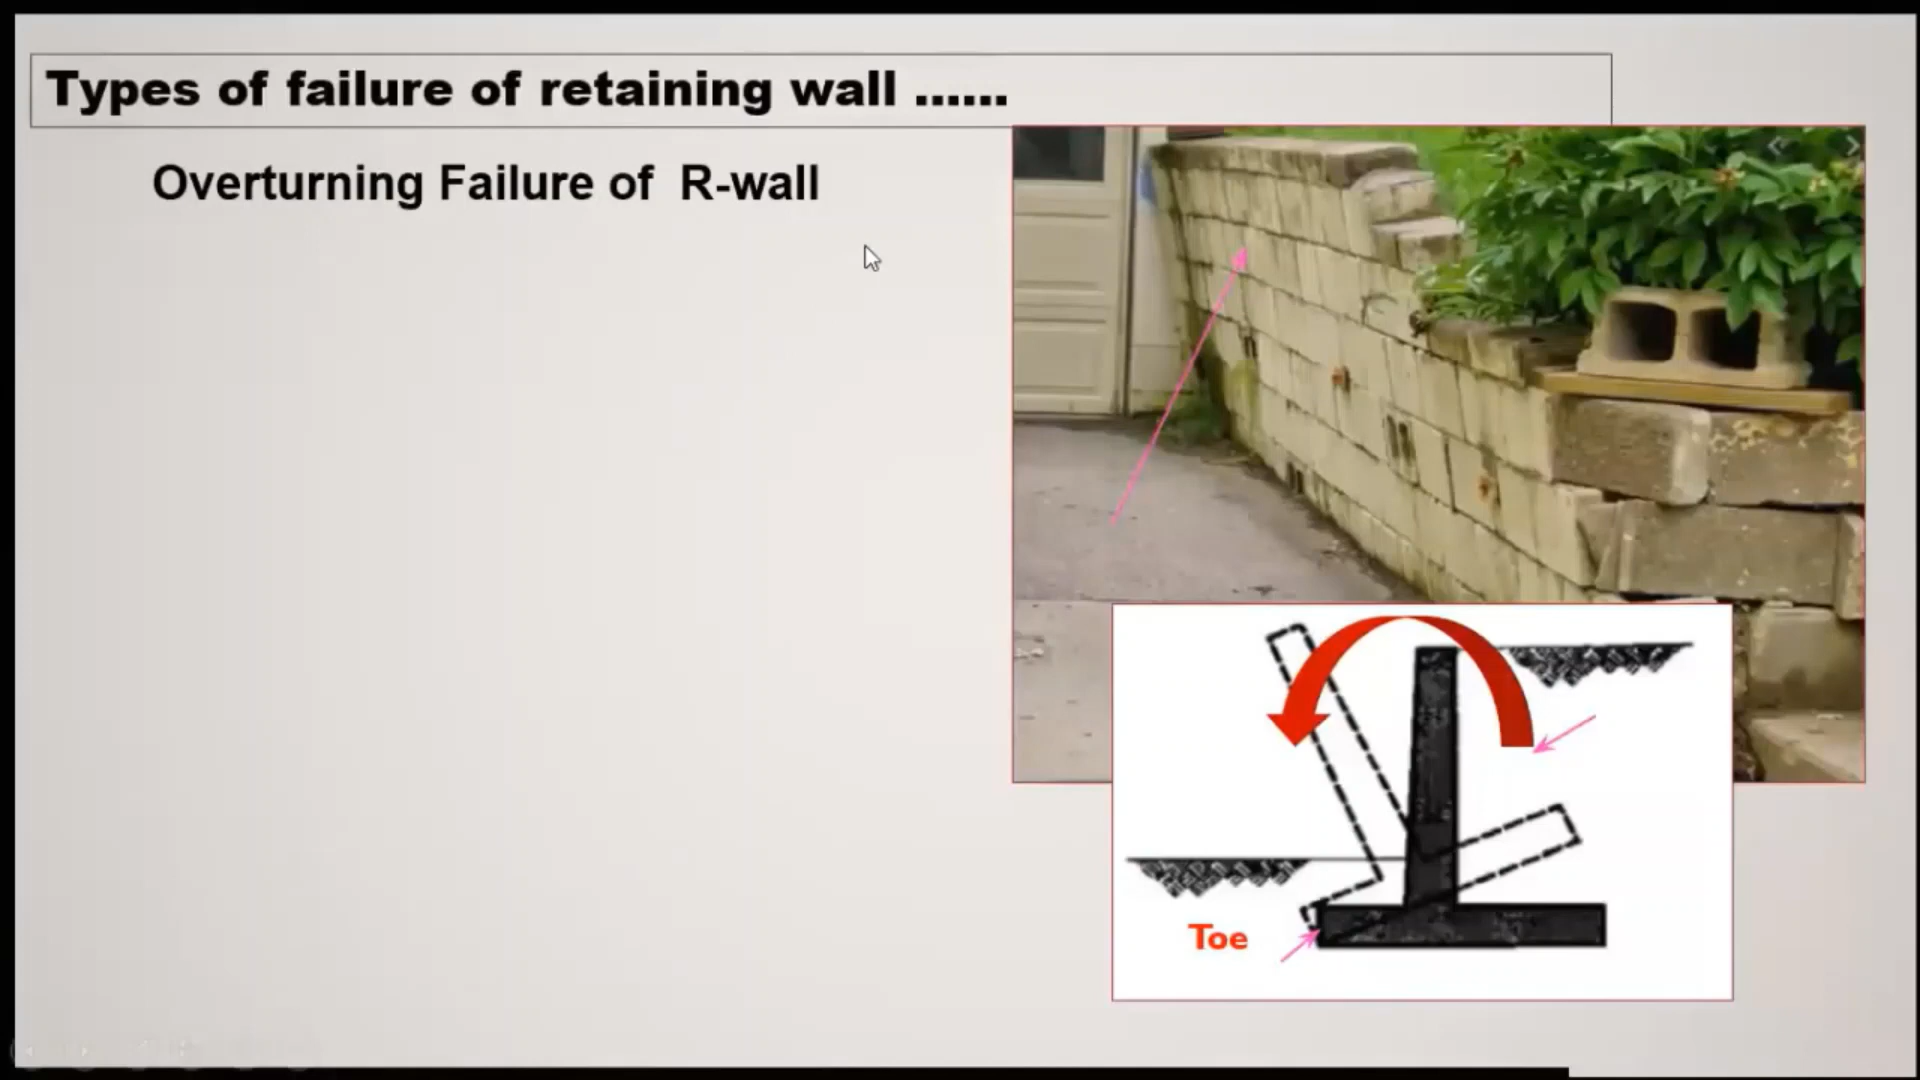 Types of failure of retaining wall ......
Overturning Failure of R-wall
Toe